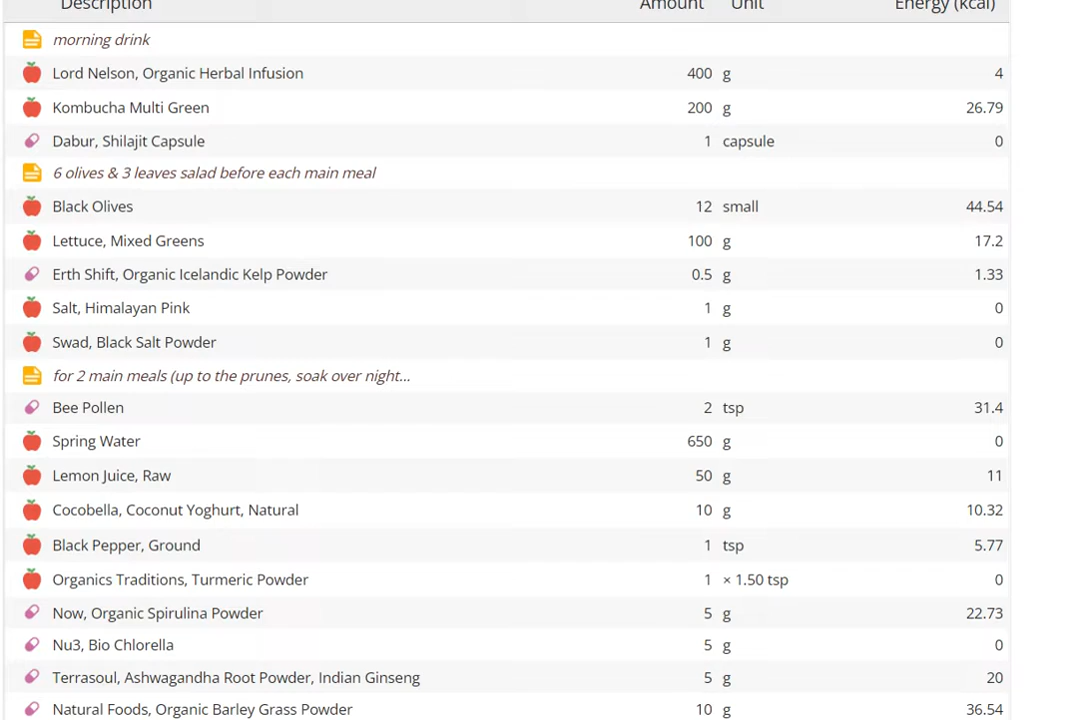 Description Amount Unit Energy (kcal)
morning drink
Lord Nelson, Organic Herbal Infusion 400 g 4
Kombucha Multi Green 200 g 26.79
Dabur, Shilajit Capsule 1 capsule 0
6 olives & 3 leaves salad before each main meal
Black Olives 12 small 44.54
Lettuce, Mixed Greens 100 g 17.2
Erth Shift, Organic Icelandic Kelp Powder 0.5 g 1.33
Salt, Himalayan Pink 1 g 0
Swad, Black Salt Powder 1 g 0
for 2 main meals (up to the prunes, soak over night...
Bee Pollen 2 tsp 31.4
Spring Water 650 g 0
Lemon Juice, Raw 50 g 11
Cocobella, Coconut Yoghurt, Natural 10 g 10.32
Black Pepper, Ground 1 tsp 5.77
Organics Traditions, Turmeric Powder 1 × 1.50 tsp 0
Now, Organic Spirulina Powder 5 g 22.73
Nu3, Bio Chlorella 5 g 0
Terrasoul, Ashwagandha Root Powder, Indian Ginseng 5 g 20
Natural Foods, Organic Barley Grass Powder 10 g 36.54